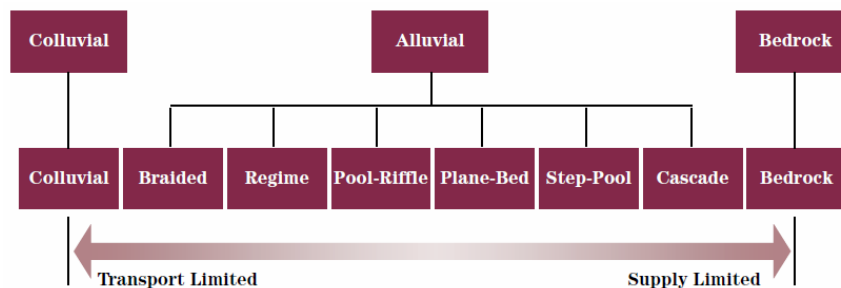 Colluvial Alluvial Bedrock
Colluvial Braided Regime Pool-Riffle Plane-Bed Step-Pool Cascade Bedrock
Transport Limited Supply Limited